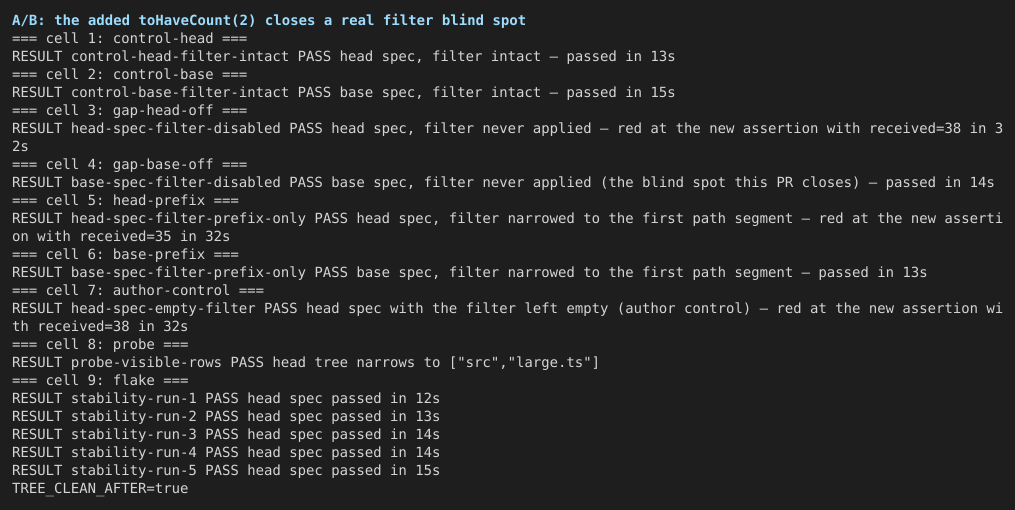 A/B: the added toHaveCount(2) closes a real filter blind spot
=== cell 1: control-head ===
RESULT control-head-filter-intact PASS head spec, filter intact — passed in 13s
=== cell 2: control-base ===
RESULT control-base-filter-intact PASS base spec, filter intact — passed in 15s
=== cell 3: gap-head-off ===
RESULT head-spec-filter-disabled PASS head spec, filter never applied — red at the new assertion with received=38 in 3
2s
=== cell 4: gap-base-off ===
RESULT base-spec-filter-disabled PASS base spec, filter never applied (the blind spot this PR closes) — passed in 14s
=== cell 5: head-prefix ===
RESULT head-spec-filter-prefix-only PASS head spec, filter narrowed to the first path segment — red at the new asserti
on with received=35 in 32s
=== cell 6: base-prefix ===
RESULT base-spec-filter-prefix-only PASS base spec, filter narrowed to the first path segment — passed in 13s
=== cell 7: author-control ===
RESULT head-spec-empty-filter PASS head spec with the filter left empty (author control) — red at the new assertion wi
th received=38 in 32s
=== cell 8: probe ===
RESULT probe-visible-rows PASS head tree narrows to ["src","large.ts"]
=== cell 9: flake ===
RESULT stability-run-1 PASS head spec passed in 12s
RESULT stability-run-2 PASS head spec passed in 13s
RESULT stability-run-3 PASS head spec passed in 14s
RESULT stability-run-4 PASS head spec passed in 14s
RESULT stability-run-5 PASS head spec passed in 15s
TREE_CLEAN_AFTER=true